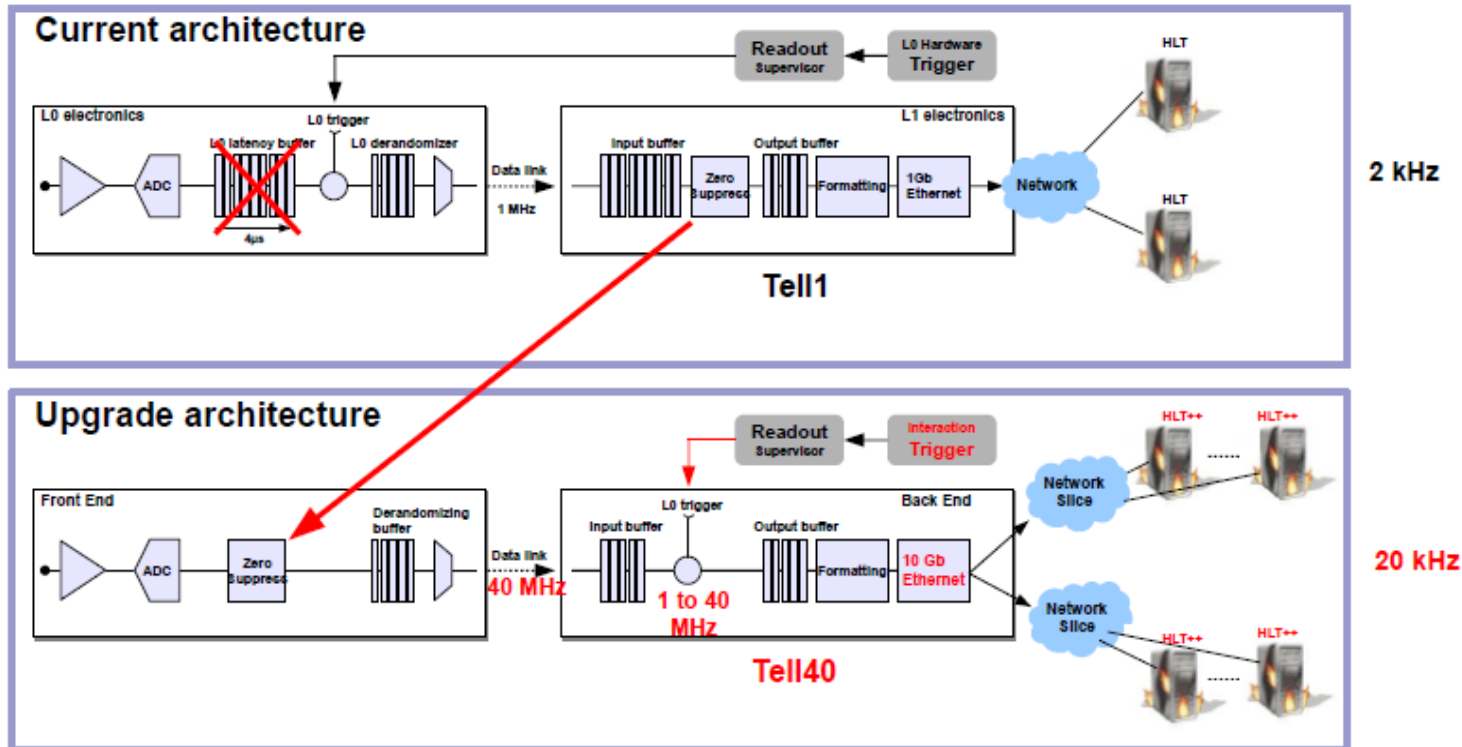 Current architecture
Readout
Supervisor
L0 Hardware
Trigger
HLT
L0 electronics
L0 trigger
L0 latency buffer
L0 derandomizer
ADC
4µs
Data link
1 MHz
L1 electronics
Input buffer
Output buffer
Zero
Suppress
Formatting
1Gb
Ethernet
Network
HLT
2 kHz
Tell1
Upgrade architecture
Readout
Supervisor
Interaction
Trigger
HLT++
HLT++
......
Front End
Derandomizing
buffer
ADC
Zero
Suppress
Data link
40 MHz
L0 trigger
Back End
Input buffer
Output buffer
1 to 40
MHz
Formatting
10 Gb
Ethernet
Network
Slice
Network
Slice
HLT++
HLT++
......
20 kHz
Tell40